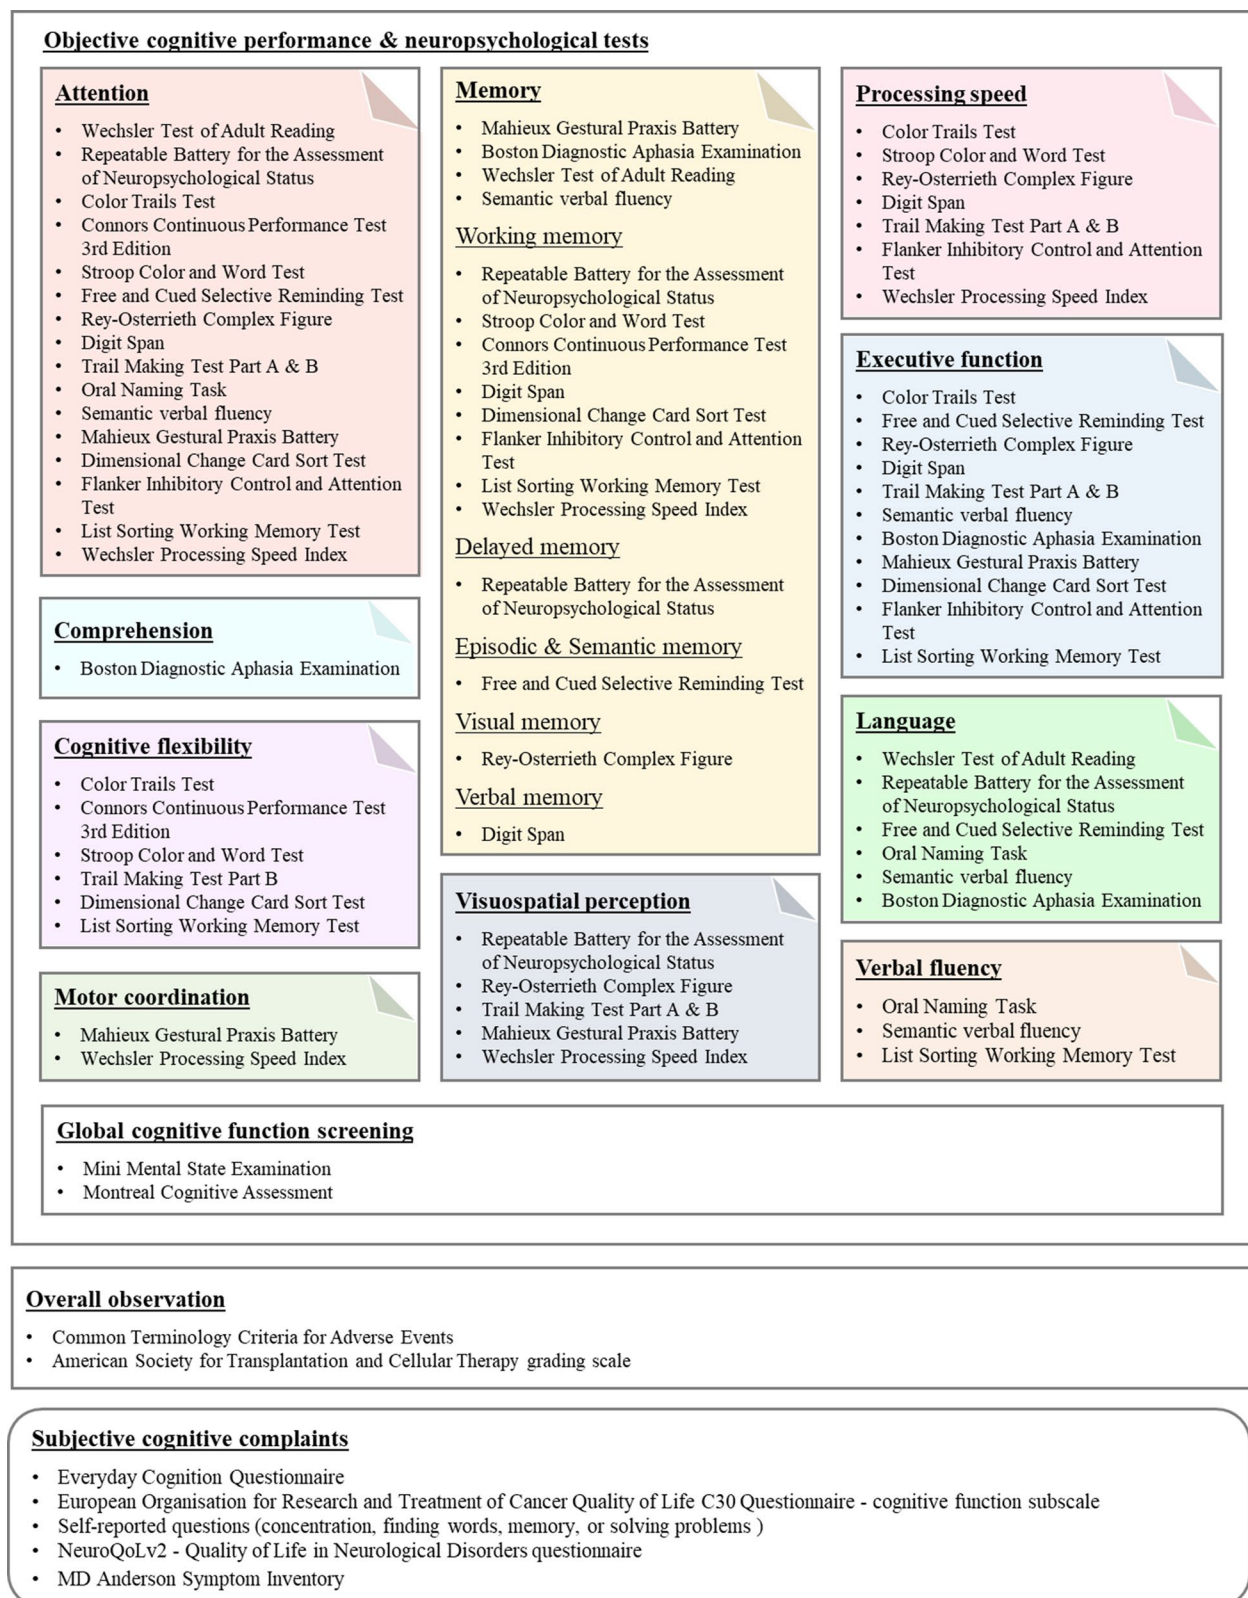 Objective cognitive performance & neuropsychological tests
Attention
• Wechsler Test of Adult Reading
• Repeatable Battery for the Assessment
of Neuropsychological Status
• Color Trails Test
• Connors Continuous Performance Test
3rd Edition
• Stroop Color and Word Test
• Free and Cued Selective Reminding Test
• Rey-Osterrieth Complex Figure
• Digit Span
• Trail Making Test Part A & B
• Oral Naming Task
• Semantic verbal fluency
• Mahieux Gestural Praxis Battery
• Dimensional Change Card Sort Test
• Flanker Inhibitory Control and Attention
Test
• List Sorting Working Memory Test
• Wechsler Processing Speed Index
Comprehension
• Boston Diagnostic Aphasia Examination
Cognitive flexibility
• Color Trails Test
• Connors Continuous Performance Test
3rd Edition
• Stroop Color and Word Test
• Trail Making Test Part B
• Dimensional Change Card Sort Test
• List Sorting Working Memory Test
Motor coordination
• Mahieux Gestural Praxis Battery
• Wechsler Processing Speed Index
Memory
• Mahieux Gestural Praxis Battery
• Boston Diagnostic Aphasia Examination
• Wechsler Test of Adult Reading
• Semantic verbal fluency
Working memory
• Repeatable Battery for the Assessment
of Neuropsychological Status
• Stroop Color and Word Test
• Connors Continuous Performance Test
3rd Edition
• Digit Span
• Dimensional Change Card Sort Test
• Flanker Inhibitory Control and Attention
Test
• List Sorting Working Memory Test
• Wechsler Processing Speed Index
Delayed memory
• Repeatable Battery for the Assessment
of Neuropsychological Status
Episodic & Semantic memory
• Free and Cued Selective Reminding Test
Visual memory
• Rey-Osterrieth Complex Figure
Verbal memory
• Digit Span
Visuospatial perception
• Repeatable Battery for the Assessment
of Neuropsychological Status
• Rey-Osterrieth Complex Figure
• Trail Making Test Part A & B
• Mahieux Gestural Praxis Battery
• Wechsler Processing Speed Index
Processing speed
• Color Trails Test
• Stroop Color and Word Test
• Rey-Osterrieth Complex Figure
• Digit Span
• Trail Making Test Part A & B
• Flanker Inhibitory Control and Attention
Test
• Wechsler Processing Speed Index
Executive function
• Color Trails Test
• Free and Cued Selective Reminding Test
• Rey-Osterrieth Complex Figure
• Digit Span
• Trail Making Test Part A & B
• Semantic verbal fluency
• Boston Diagnostic Aphasia Examination
• Mahieux Gestural Praxis Battery
• Dimensional Change Card Sort Test
• Flanker Inhibitory Control and Attention
Test
• List Sorting Working Memory Test
Language
• Wechsler Test of Adult Reading
• Repeatable Battery for the Assessment
of Neuropsychological Status
• Free and Cued Selective Reminding Test
• Oral Naming Task
• Semantic verbal fluency
• Boston Diagnostic Aphasia Examination
Verbal fluency
• Oral Naming Task
• Semantic verbal fluency
• List Sorting Working Memory Test
Global cognitive function screening
• Mini Mental State Examination
• Montreal Cognitive Assessment
Overall observation
• Common Terminology Criteria for Adverse Events
• American Society for Transplantation and Cellular Therapy grading scale
Subjective cognitive complaints
• Everyday Cognition Questionnaire
• European Organisation for Research and Treatment of Cancer Quality of Life C30 Questionnaire - cognitive function subscale
• Self-reported questions (concentration, finding words, memory, or solving problems )
• NeuroQoLv2 - Quality of Life in Neurological Disorders questionnaire
• MD Anderson Symptom Inventory